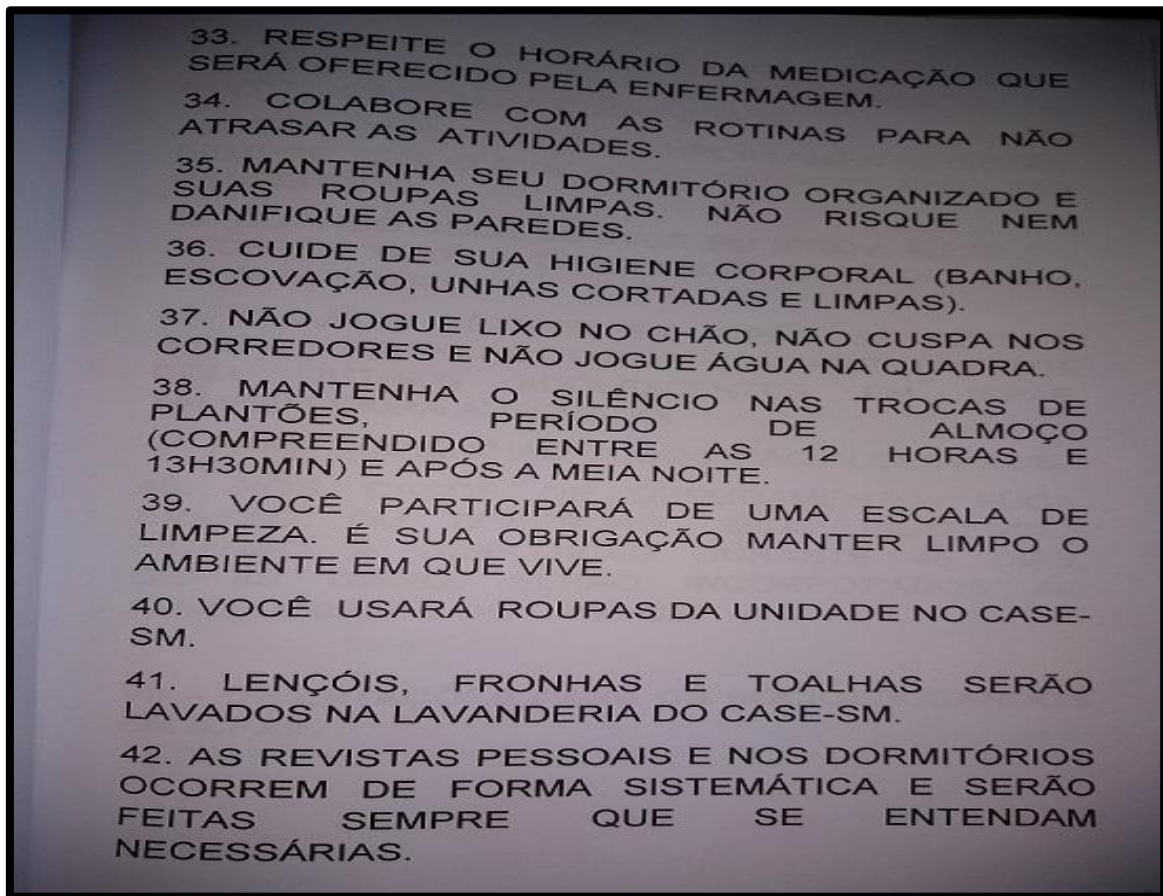 33. RESPEITE O HORÁRIO DA MEDICAÇÃO QUE
SERÁ OFERECIDO PELA ENFERMAGEM.
34. COLABORE COM AS ROTINAS PARA NÃO
ATRASAR AS ATIVIDADES.
35. MANTENHA SEU DORMITÓRIO ORGANIZADO E
SUAS ROUPAS LIMPAS. NÃO RISQUE NEM
DANIFIQUE AS PAREDES.
36. CUIDE DE SUA HIGIENE CORPORAL (BANHO,
ESCOVAÇÃO, UNHAS CORTADAS E LIMPAS).
37. NÃO JOGUE LIXO NO CHÃO, NÃO CUSPA NOS
CORREDORES E NÃO JOGUE ÁGUA NA QUADRA.
38. MANTENHA O SILÊNCIO NAS TROCAS DE
PLANTÕES, PERÍODO DE ALMOÇO
(COMPREENDIDO ENTRE AS 12 HORAS E
13H30MIN) E APÓS A MEIA NOITE.
39. VOCÊ PARTICIPARÁ DE UMA ESCALA DE
LIMPEZA. É SUA OBRIGAÇÃO MANTER LIMPO O
AMBIENTE EM QUE VIVE.
40. VOCÊ USARÁ ROUPAS DA UNIDADE NO CASE-
SM.
41. LENÇÓIS, FRONHAS E TOALHAS SERÃO
LAVADOS NA LAVANDERIA DO CASE-SM.
42. AS REVISTAS PESSOAIS E NOS DORMITÓRIOS
OCORREM DE FORMA SISTEMÁTICA E SERÃO
FEITAS SEMPRE QUE SE ENTENDAM
NECESSÁRIAS.